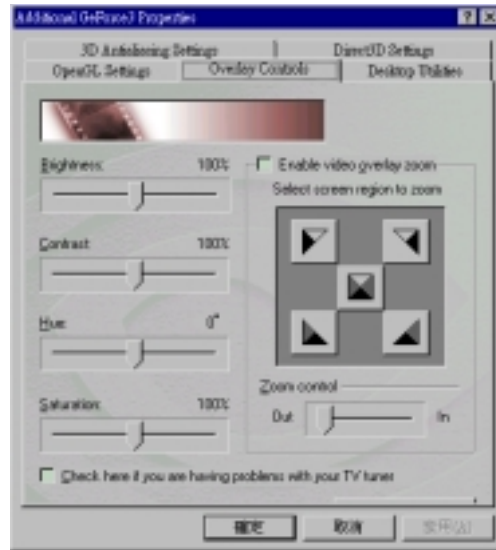 Additional GeForce3 Properties
3D Antialiasing Settings
Direct3D Settings
OpenGL Settings
Overlay Controls
Desktop Utilities
Brightness: 100%
Enable video overlay zoom
Select screen region to zoom
Contrast: 100%
Hue: 0°
Zoom control
Saturation: 100%
Out In
Check here if you are having problems with your TV tuner
確定 取消 套用(A)